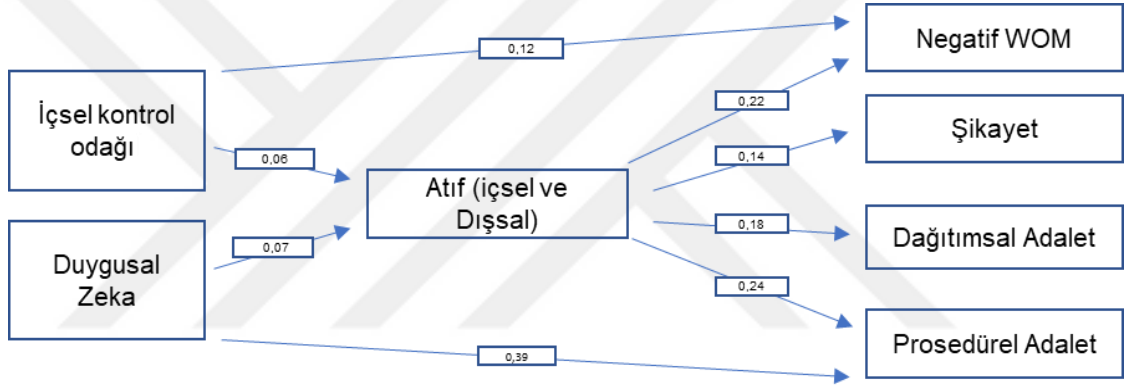 Negatif WOM
0,12
İçsel kontrol
odağı
0,22
Şikayet
0,06
0,14
Atıf (içsel ve
Dışsal)
0,07
0,18
Dağıtımsal Adalet
Duygusal
Zeka
0,24
Prosedürel Adalet
0,39